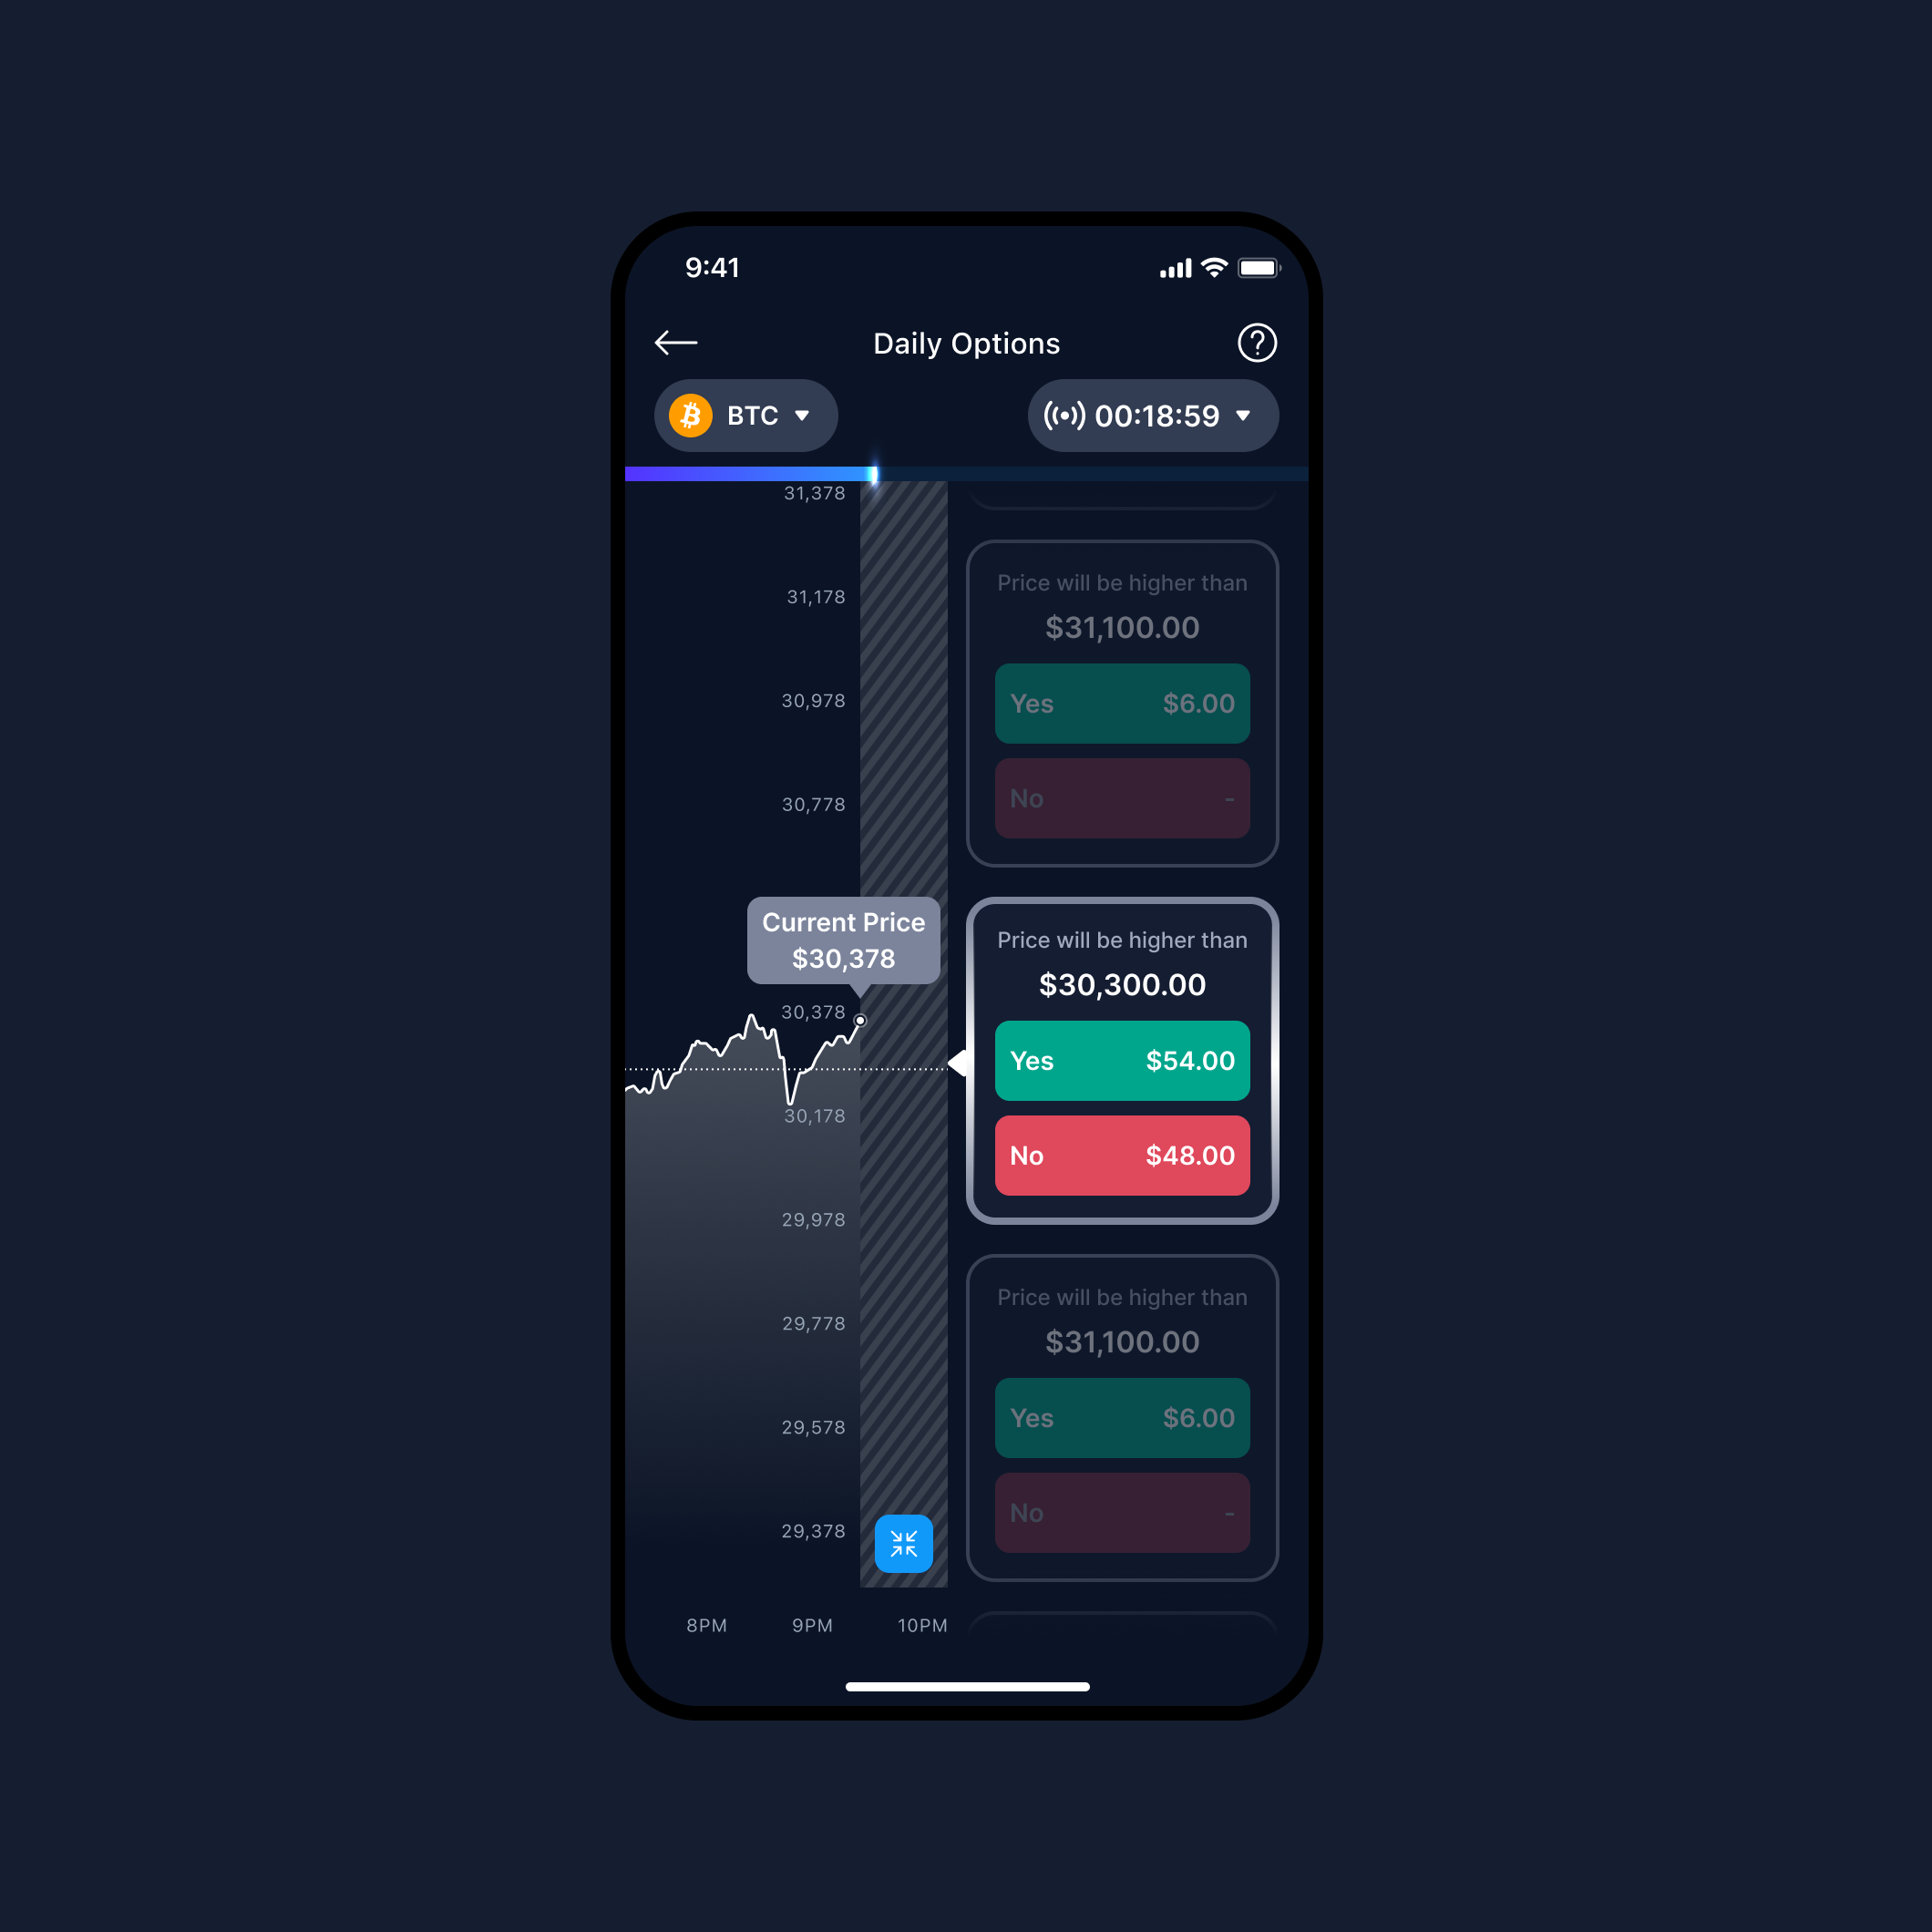 9:41
Daily Options
BTC
00:18:59
31,378
31,178
30,978
30,778
Current Price
$30,378
30,378
30,178
29,978
29,778
29,578
29,378
8PM 9PM 10PM
Price will be higher than
$31,100.00
Yes $6.00
No -
Price will be higher than
$30,300.00
Yes $54.00
No $48.00
Price will be higher than
$31,100.00
Yes $6.00
No -